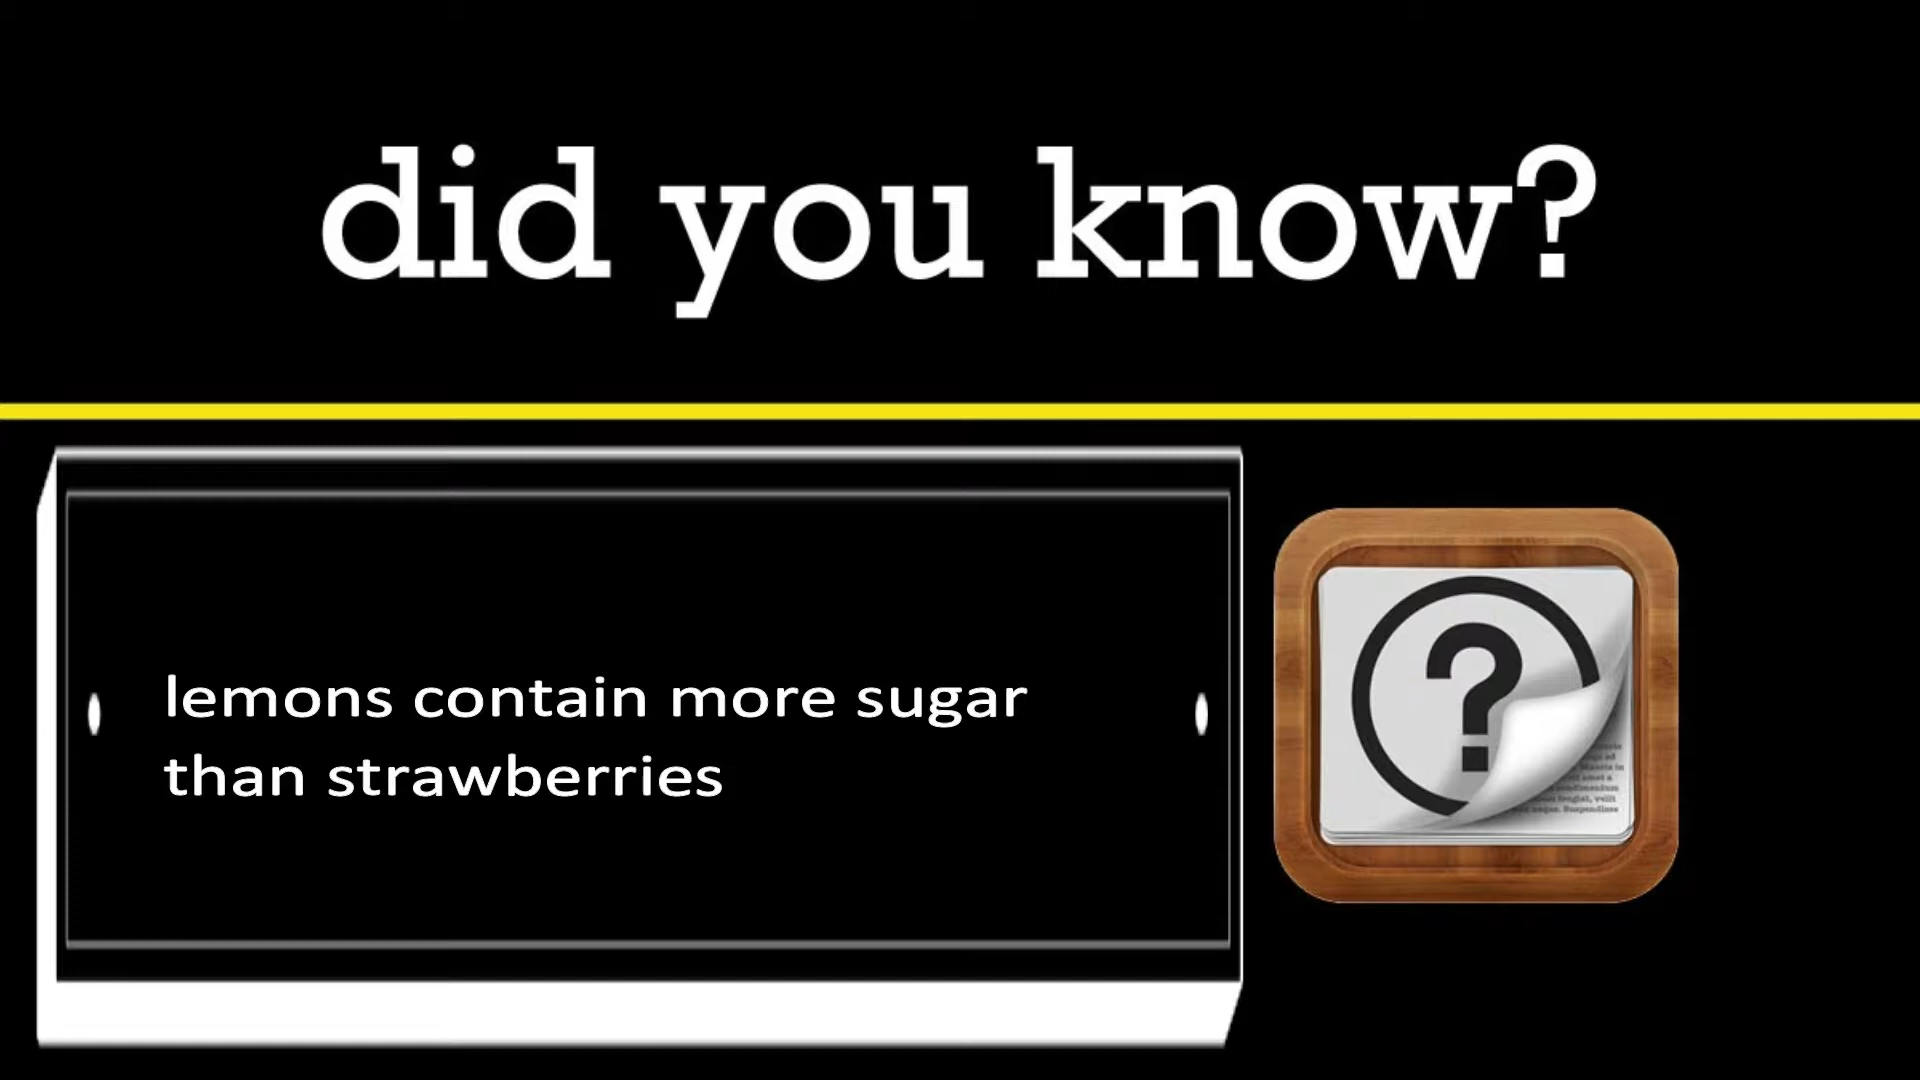 did you know?
lemons contain more sugar
than strawberries
?